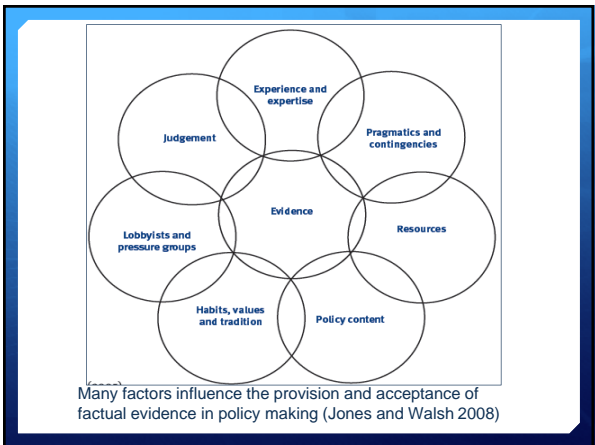 Experience and
expertise
Judgement
Pragmatics and
contingencies
Evidence
Lobbyists and
pressure groups
Resources
Habits, values
and tradition
Policy content
Many factors influence the provision and acceptance of
factual evidence in policy making (Jones and Walsh 2008)